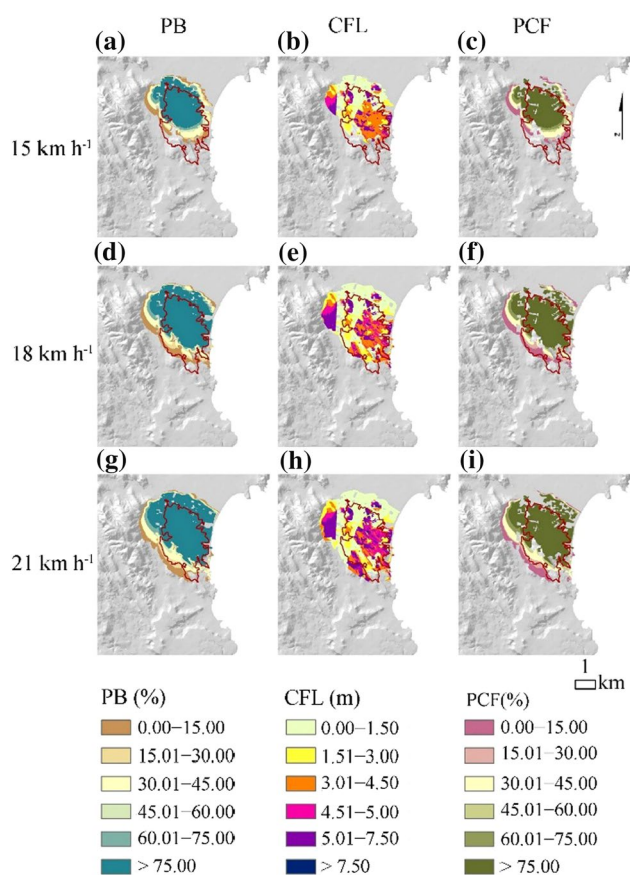 PB CFL PCF
(a) (b) (c)
15 km h-1
N
(d) (e) (f)
18 km h-1
(g) (h) (i)
21 km h-1
1
km
PB (%) CFL (m) PCF(%)
0.00–15.00 0.00–1.50 0.00–15.00
15.01–30.00 1.51–3.00 15.01–30.00
30.01–45.00 3.01–4.50 30.01–45.00
45.01–60.00 4.51–5.00 45.01–60.00
60.01–75.00 5.01–7.50 60.01–75.00
> 75.00 > 7.50 > 75.00